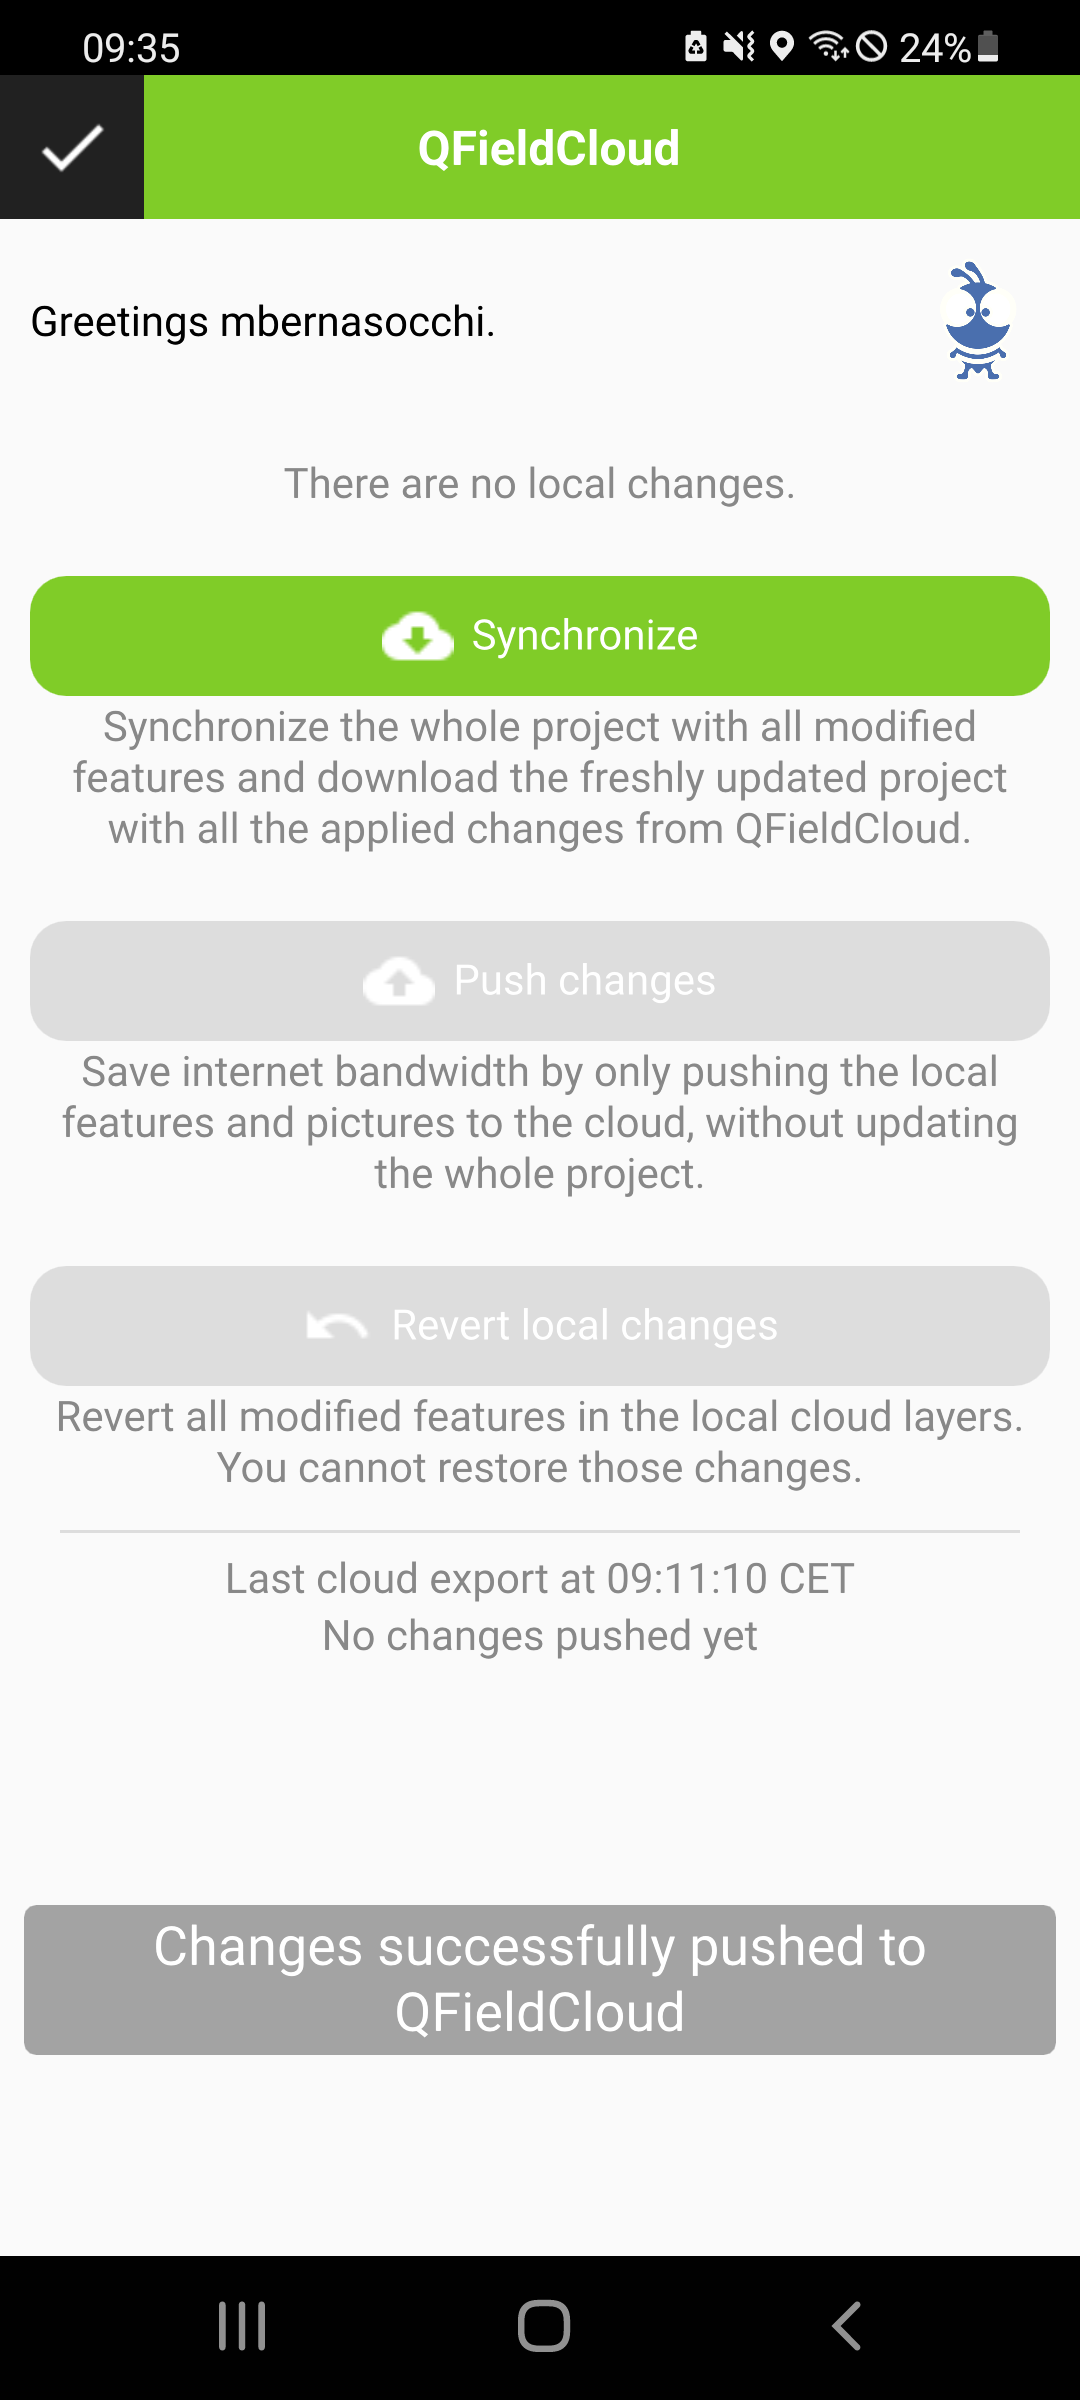 09:35
24%
QFieldCloud
Greetings mbernasocchi.
There are no local changes.
Synchronize
Synchronize the whole project with all modified
features and download the freshly updated project
with all the applied changes from QFieldCloud.
Push changes
Save internet bandwidth by only pushing the local
features and pictures to the cloud, without updating
the whole project.
Revert local changes
Revert all modified features in the local cloud layers.
You cannot restore those changes.
Last cloud export at 09:11:10 CET
No changes pushed yet
Changes successfully pushed to
QFieldCloud